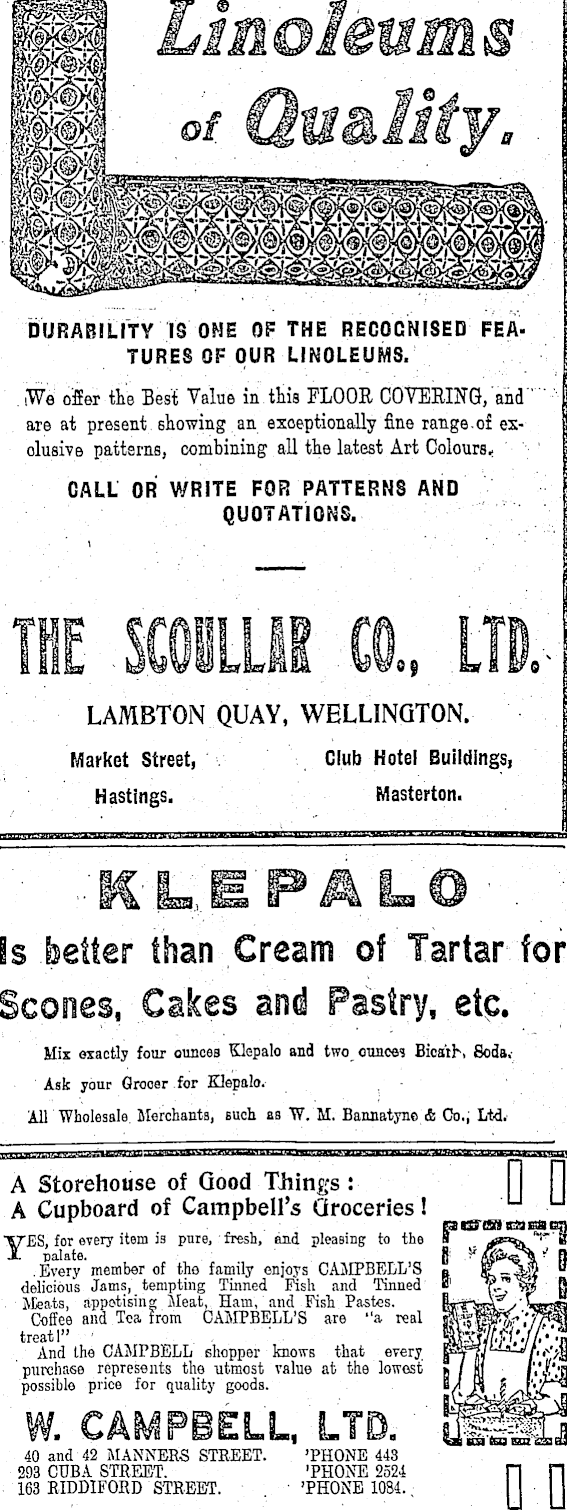 Linoleums
of Quality.
DURABILITY IS ONE OF THE RECOGNISED FEA-
TURES OF OUR LINOLEUMS.
We offer the Best Value in this FLOOR COVERING, and
are at present showing an exceptionally fine range of ex-
clusive patterns, combining all the latest Art Colours.
CALL OR WRITE FOR PATTERNS AND
QUOTATIONS.
THE SCOULLAR CO., LTD.
LAMBTON QUAY, WELLINGTON.
Market Street, Club Hotel Buildings,
Hastings. Masterton.
KLEPALO
Is better than Cream of Tartar for
Scones, Cakes and Pastry, etc.
Mix exactly four ounces Klepalo and two ounces Bicarb, Soda.
Ask your Grocer for Klepalo.
All Wholesale Merchants, such as W. M. Bannatyne & Co., Ltd.
A Storehouse of Good Things:
A Cupboard of Campbell's Groceries!
YES, for every item is pure, fresh, and pleasing to the
palate.
Every member of the family enjoys CAMPBELL'S
delicious Jams, tempting Tinned Fish and Tinned
Meats, appetising Meat, Ham, and Fish Pastes.
Coffee and Tea from CAMPBELL'S are "a real
treat!"
And the CAMPBELL shopper knows that every
purchase represents the utmost value at the lowest
possible price for quality goods.
W. CAMPBELL, LTD.
40 and 42 MANNERS STREET. 'PHONE 443
293 CUBA STREET. 'PHONE 2524
163 RIDDIFORD STREET. 'PHONE 1084.